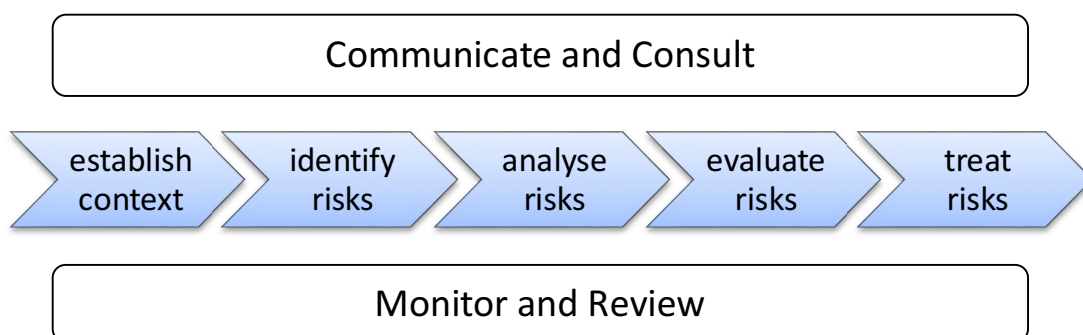 Communicate and Consult
establish
context
identify
risks
analyse
risks
evaluate
risks
treat
risks
Monitor and Review